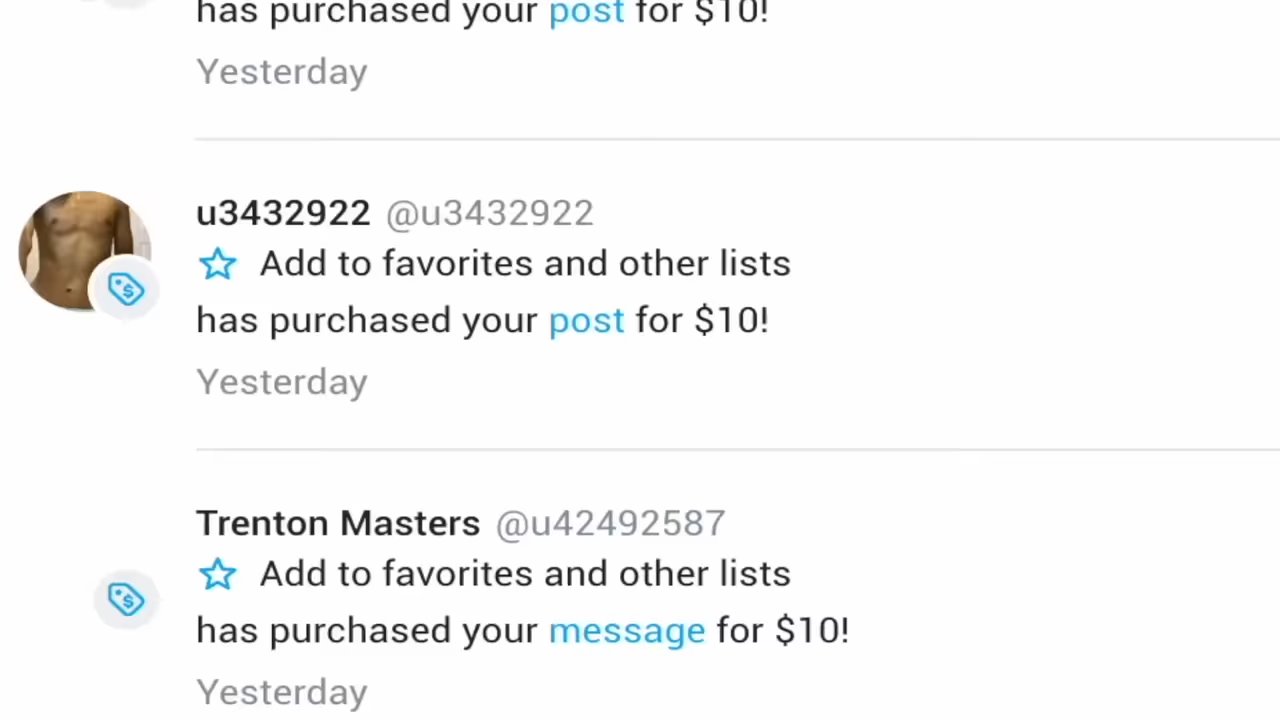 has purchased your post for $10!
Yesterday
u3432922 @u3432922
Add to favorites and other lists
has purchased your post for $10!
Yesterday
Trenton Masters @u42492587
Add to favorites and other lists
has purchased your message for $10!
Yesterday